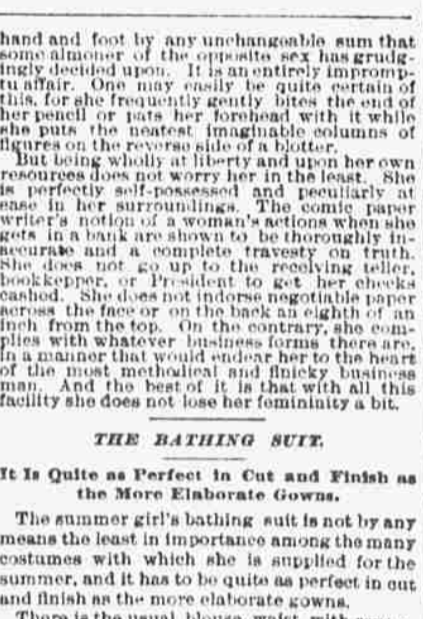 hand and foot by any unchangeable sum that
some almoner of the opposite sex has grudg-
ingly decided upon. It is an entirely impromp-
tu affair. One may easily be quite certain of
this, for she frequently gently bites the end of
her pencil or pats her forehead with it while
she puts the neatest imaginable columns of
figures on the reverse side of a blotter.
But being wholly at liberty and upon her own
resources does not worry her in the least. She
is perfectly self-possessed and peculiarly at
ease in her surroundings. The comic paper
writer's notion of a woman's actions when she
gets in a bank are shown to be thoroughly in-
accurate and a complete travesty on truth.
She does not go up to the receiving teller,
bookkepper, or President to get her checks
cashed. She does not indorse negotiable paper
across the face or on the back an eighth of an
inch from the top. On the contrary, she com-
plies with whatever business forms there are,
in a manner that would endear her to the heart
of the most methodical and finicky business
man. And the best of it is that with all this
facility she does not lose her femininity a bit.
THE BATHING SUIT.
It Is Quite as Perfect in Cut and Finish as
the More Elaborate Gowns.
The summer girl's bathing suit is not by any
means the least in importance among the many
costumes with which she is supplied for the
summer, and it has to be quite as perfect in cut
and finish as the more elaborate gowns.
There is the usual blouse waist, with